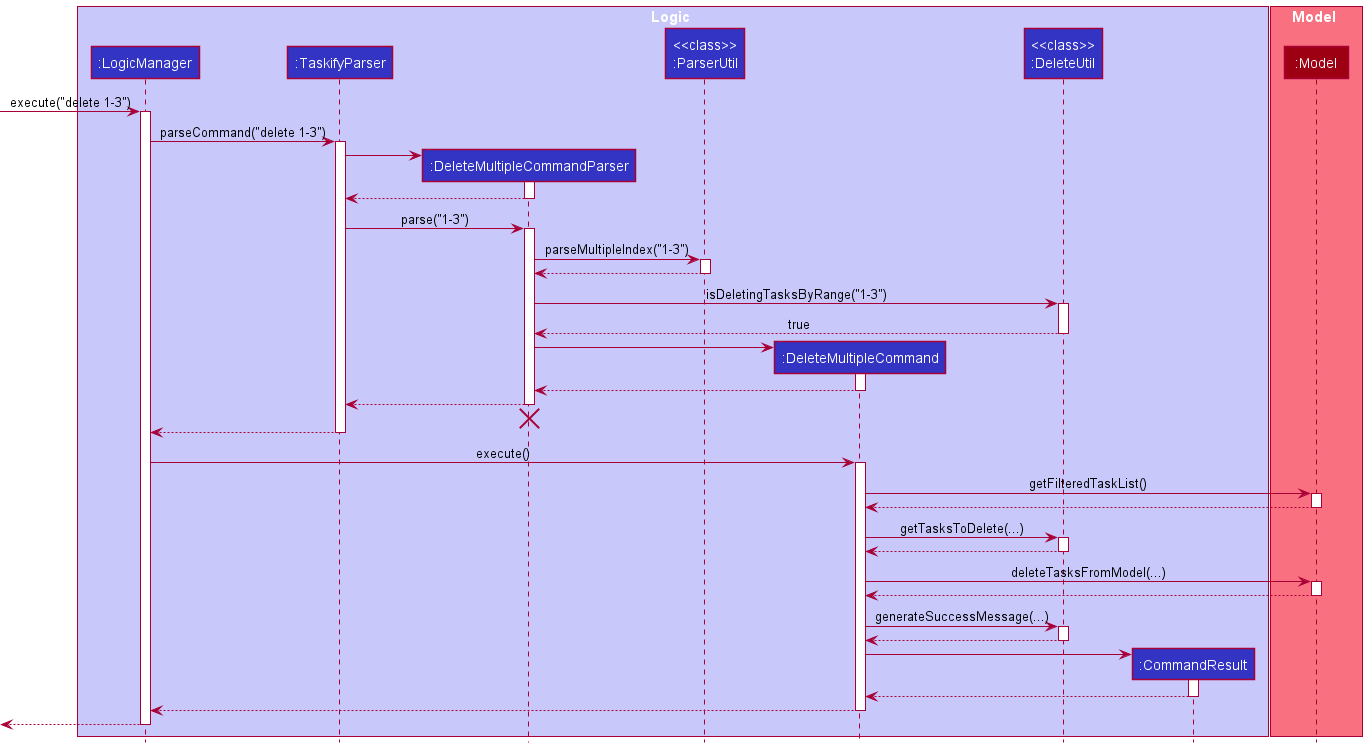 Logic
Model
<<class>>
:ParserUtil
<<class>>
:DeleteUtil
:LogicManager
:TaskifyParser
:Model
execute("delete 1-3")
parseCommand("delete 1-3")
:DeleteMultipleCommandParser
parse("1-3")
parseMultipleIndex("1-3")
isDeletingTasksByRange("1-3")
true
:DeleteMultipleCommand
execute()
getFilteredTaskList()
getTasksToDelete(...)
deleteTasksFromModel(...)
generateSuccessMessage(...)
:CommandResult